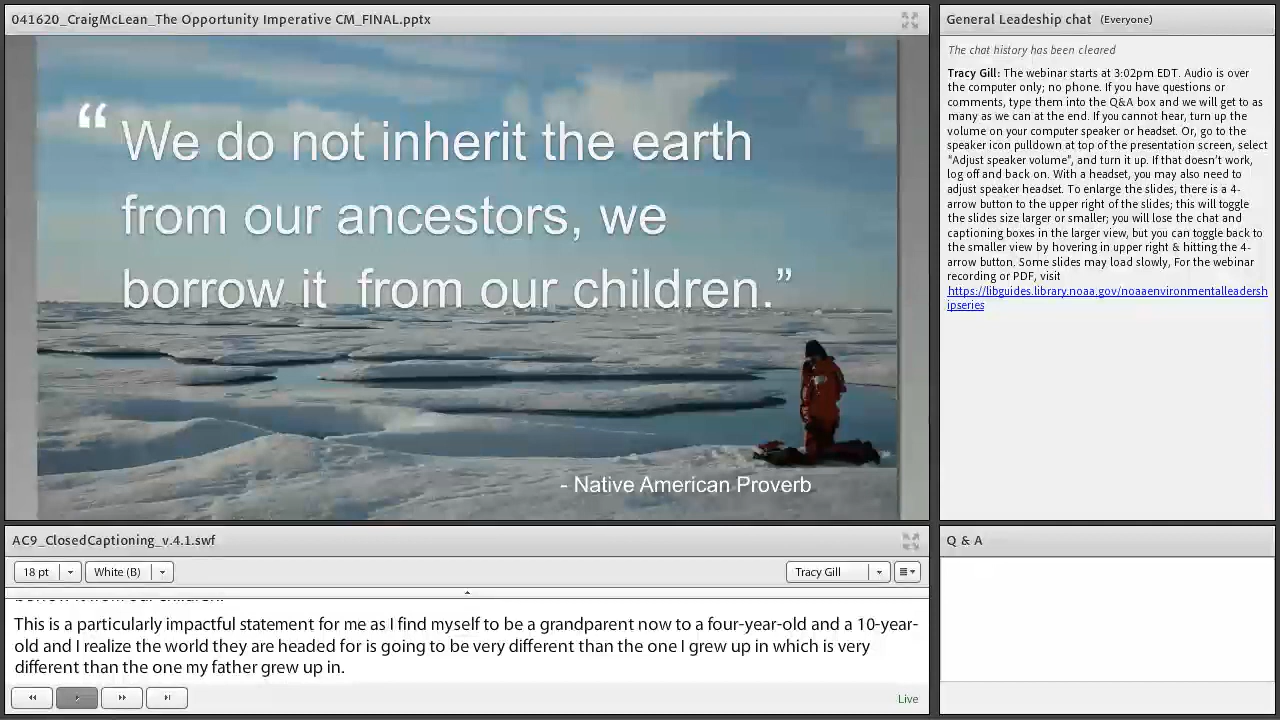 041620_CraigMcLean_The Opportunity Imperative CM_FINAL.pptx
“ We do not inherit the earth
from our ancestors, we
borrow it  from our children.”
- Native American Proverb
General Leadership chat (Everyone)
The chat history has been cleared
Tracy Gill: The webinar starts at 3:02pm EDT. Audio is over
the computer only; no phone. If you have questions or
comments, type them into the Q&A box and we will get to as
many as we can at the end. If you cannot hear, turn up the
volume on your computer speaker or headset. Or, go to the
speaker icon pulldown at top of the presentation screen, select
"Adjust speaker volume", and turn it up. If that doesn't work,
log off and back on. With a headset, you may also need to
adjust speaker headset. To enlarge the slides, there is a 4-
arrow button to the upper right of the slides; this will toggle
the slides size larger or smaller; you will lose the chat and
captioning boxes in the larger view, but you can toggle back to
the smaller view by hovering in upper right & hitting the 4-
arrow button. Some slides may load slowly, For the webinar
recording or PDF, visit
https://libguides.library.noaa.gov/noaaenvironmentalleadersh
ipseries
AC9_ClosedCaptioning_v.4.1.swf
18 pt White (B) Tracy Gill
borrow it from our children.
This is a particularly impactful statement for me as I find myself to be a grandparent now to a four-year-old and a 10-year-
old and I realize the world they are headed for is going to be very different than the one I grew up in which is very
different than the one my father grew up in.
Live
Q & A